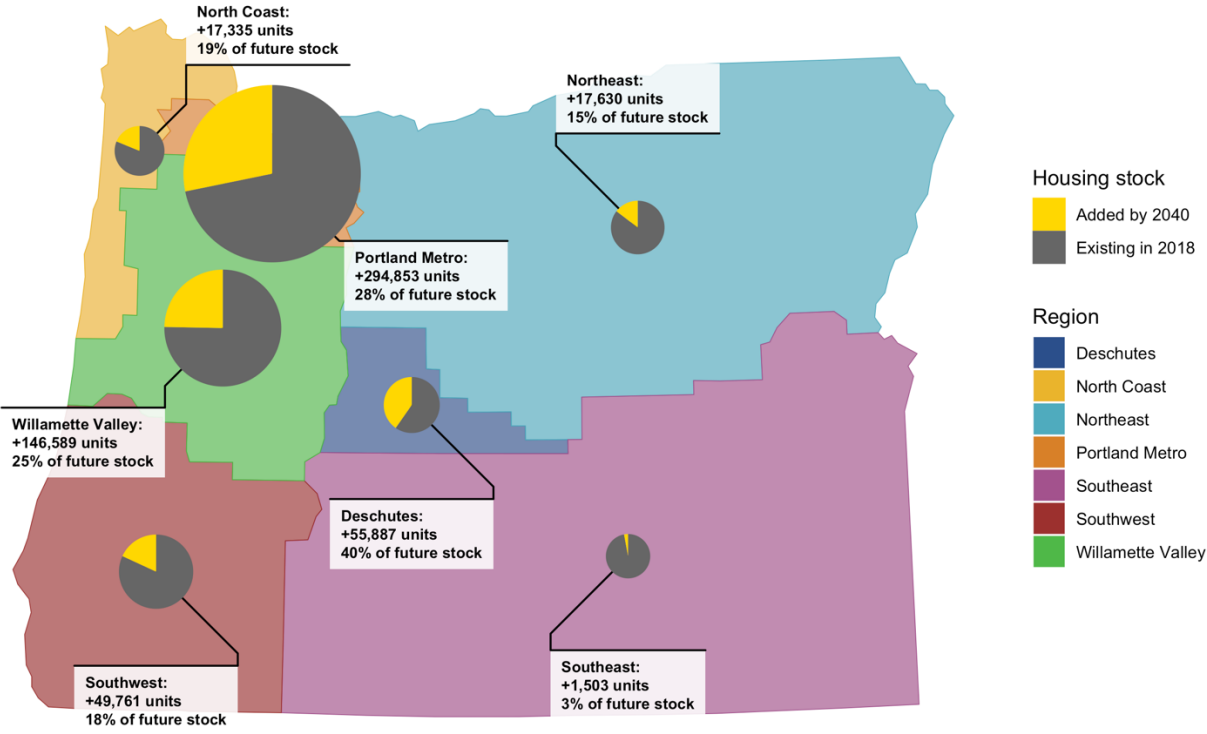 North Coast:
+17,335 units
19% of future stock
Northeast:
+17,630 units
15% of future stock
Portland Metro:
+294,853 units
28% of future stock
Willamette Valley:
+146,589 units
25% of future stock
Deschutes:
+55,887 units
40% of future stock
Southwest:
+49,761 units
18% of future stock
Southeast:
+1,503 units
3% of future stock
Housing stock
Added by 2040
Existing in 2018
Region
Deschutes
North Coast
Northeast
Portland Metro
Southeast
Southwest
Willamette Valley